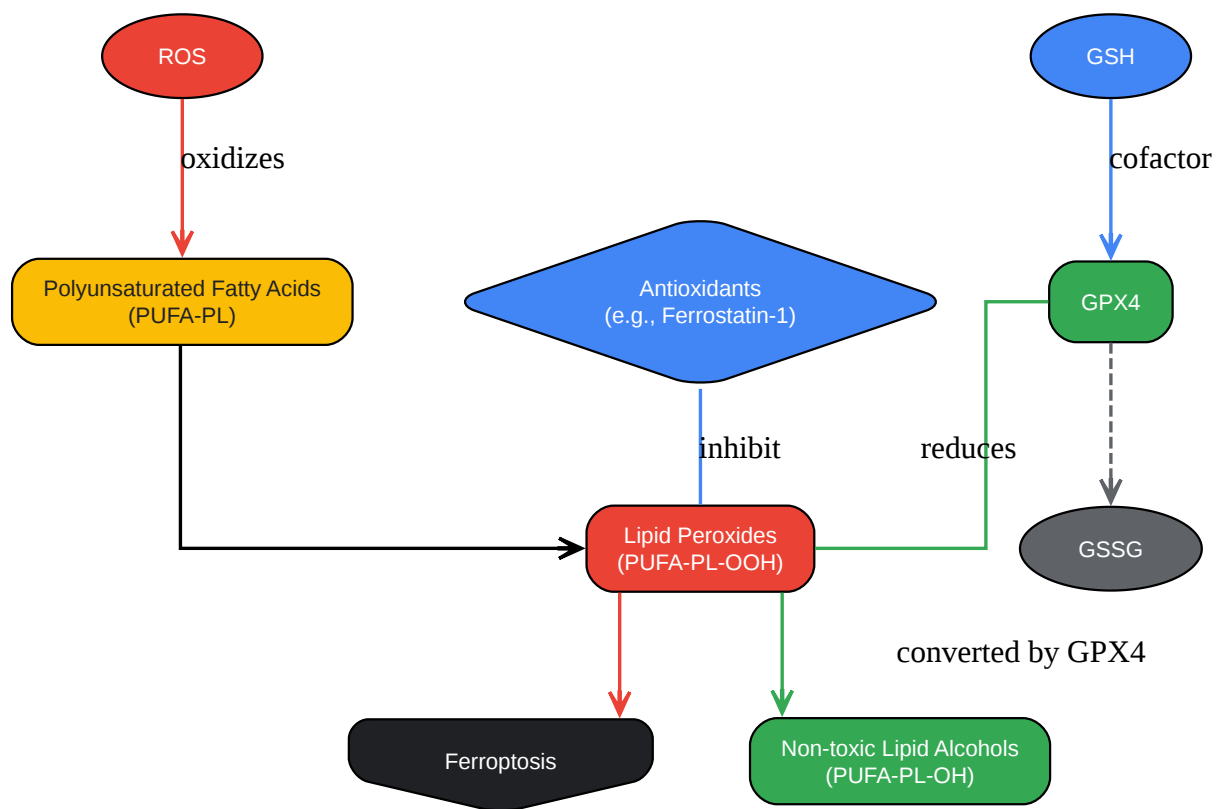 ROS
GSH
oxidizes
cofactor
Polyunsaturated Fatty Acids
(PUFA-PL)
Antioxidants
(e.g., Ferrostatin-1)
GPX4
inhibit
reduces
Lipid Peroxides
(PUFA-PL-OOH)
GSSG
converted by GPX4
Ferroptosis
Non-toxic Lipid Alcohols
(PUFA-PL-OH)